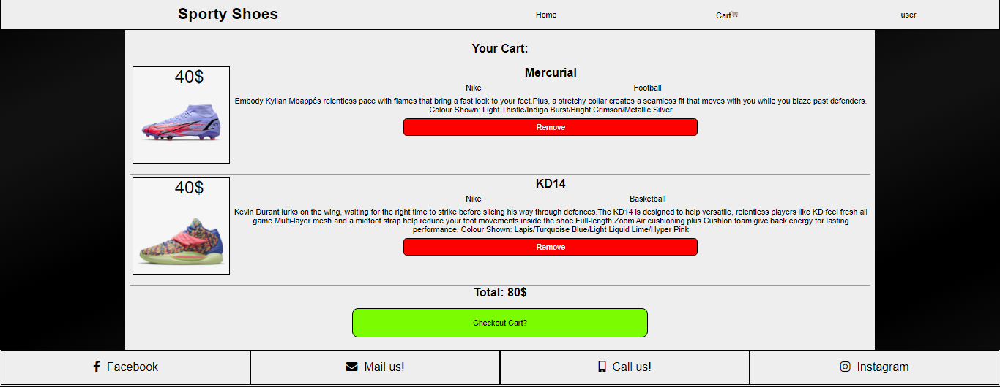 Sporty Shoes Home Cart user
Your Cart:
40$
Mercurial
Nike Football
Embody Kylian Mbappés relentless pace with flames that bring a fast look to your feet.Plus, a stretchy collar creates a seamless fit that moves with you while you blaze past defenders.
Colour Shown: Light Thistle/Indigo Burst/Bright Crimson/Metallic Silver
Remove
40$
KD14
Nike Basketball
Kevin Durant lurks on the wing, waiting for the right time to strike before slicing his way through defences.The KD14 is designed to help versatile, relentless players like KD feel fresh all
game.Multi-layer mesh and a midfoot strap help reduce your foot movements inside the shoe.Full-length Zoom Air cushioning plus Cushlon foam give back energy for lasting
performance. Colour Shown: Lapis/Turquoise Blue/Light Liquid Lime/Hyper Pink
Remove
Total: 80$
Checkout Cart?
Facebook Mail us! Call us! Instagram